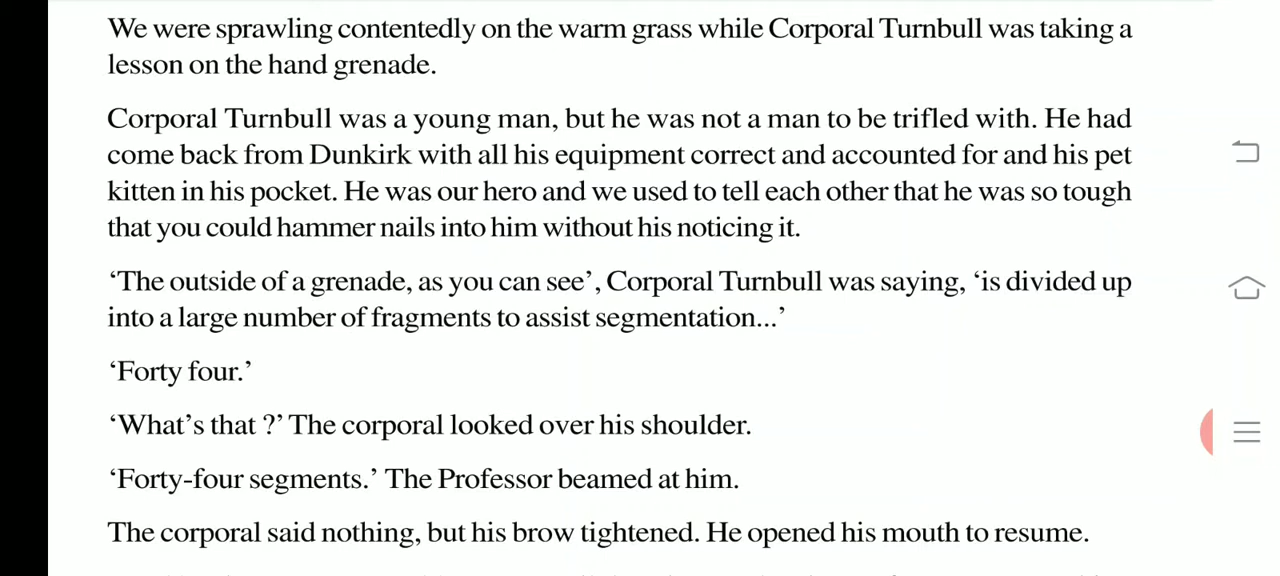 We were sprawling contentedly on the warm grass while Corporal Turnbull was taking a
lesson on the hand grenade.
Corporal Turnbull was a young man, but he was not a man to be trifled with. He had
come back from Dunkirk with all his equipment correct and accounted for and his pet
kitten in his pocket. He was our hero and we used to tell each other that he was so tough
that you could hammer nails into him without his noticing it.
‘The outside of a grenade, as you can see’, Corporal Turnbull was saying, ‘is divided up
into a large number of fragments to assist segmentation...’
‘Forty four.’
‘What’s that ?’ The corporal looked over his shoulder.
‘Forty-four segments.’ The Professor beamed at him.
The corporal said nothing, but his brow tightened. He opened his mouth to resume.